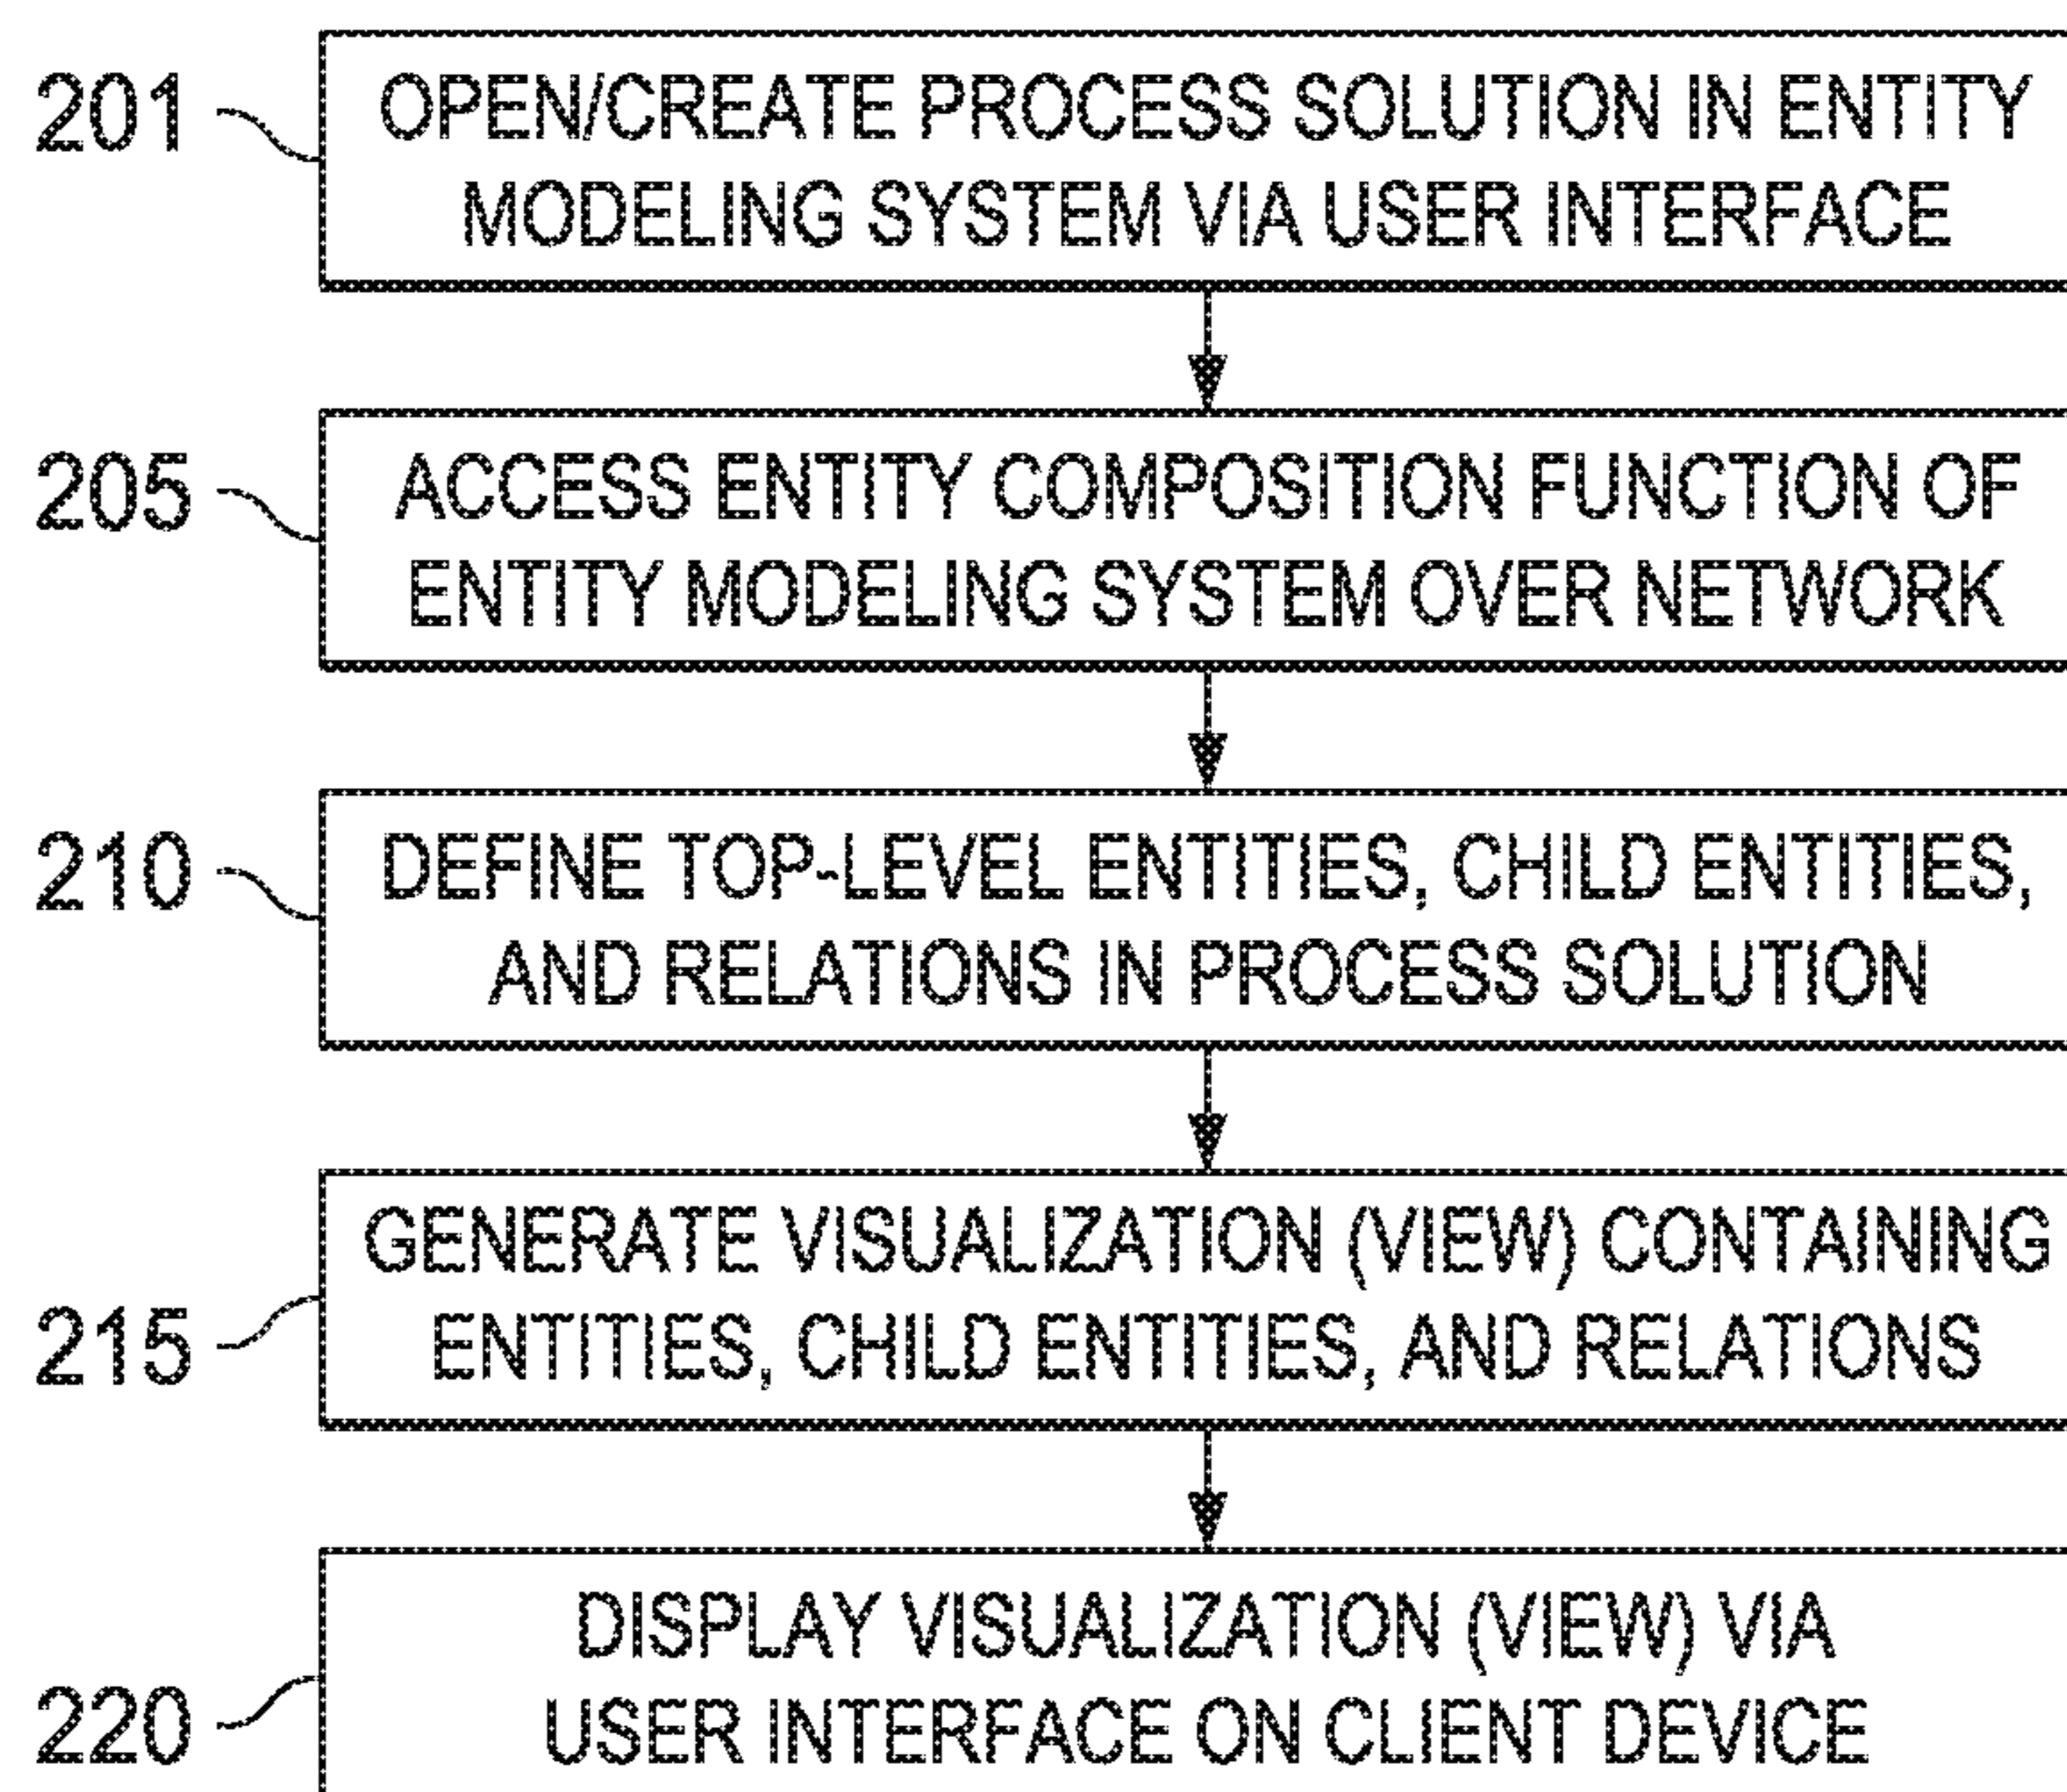 201
OPEN/CREATE PROCESS SOLUTION IN ENTITY
MODELING SYSTEM VIA USER INTERFACE
205
ACCESS ENTITY COMPOSITION FUNCTION OF
ENTITY MODELING SYSTEM OVER NETWORK
210
DEFINE TOP-LEVEL ENTITIES, CHILD ENTITIES,
AND RELATIONS IN PROCESS SOLUTION
215
GENERATE VISUALIZATION (VIEW) CONTAINING
ENTITIES, CHILD ENTITIES, AND RELATIONS
220
DISPLAY VISUALIZATION (VIEW) VIA
USER INTERFACE ON CLIENT DEVICE